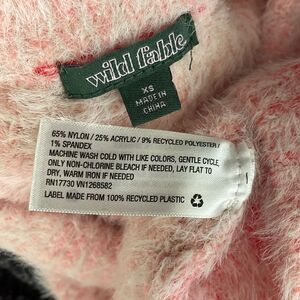 wild fable
XS
MADE IN
CHINA
65% NYLON / 25% ACRYLIC / 9% RECYCLED POLYESTER /
1% SPANDEX
MACHINE WASH COLD WITH LIKE COLORS, GENTLE CYCLE,
ONLY NON-CHLORINE BLEACH IF NEEDED, LAY FLAT TO
DRY, WARM IRON IF NEEDED
RN17730 VN1268582
LABEL MADE FROM 100% RECYCLED PLASTIC